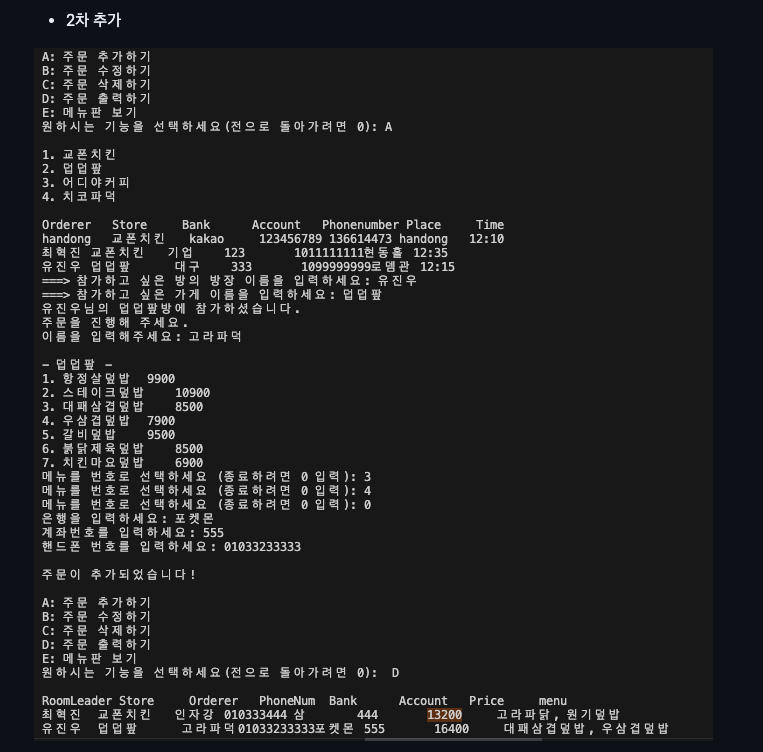 • 2차 추가
A: 주문 추가하기
B: 주문 수정하기
C: 주문 삭제하기
D: 주문 출력하기
E: 메뉴판 보기
원하시는 기능을 선택하세요(전으로 돌아가려면 0): A
1. 교폰치킨
2. 덥덥팦
3. 어디야커피
4. 치코파덕
Orderer Store Bank Account Phonenumber Place Time
handong 교폰치킨 kakao 123456789 136614473 handong 12:10
최혁진 교폰치킨 기업 123 1011111111현동홀 12:35
유진우 덥덥팦 대구 333 1099999999로뎀관 12:15
===> 참가하고 싶은 방의 방장 이름을 입력하세요: 유진우
===> 참가하고 싶은 가게 이름을 입력하세요: 덥덥팦
유진우님의 덥덥팦방에 참가하셨습니다.
주문을 진행해 주세요.
이름을 입력해주세요: 고라파덕
- 덥덥팦 -
1. 항정살덮밥 9900
2. 스테이크덮밥 10900
3. 대패삼겹덮밥 8500
4. 우삼겹덮밥 7900
5. 갈비덮밥 9500
6. 붉닭제육덮밥 8500
7. 치킨마요덮밥 6900
메뉴를 번호로 선택하세요 (종료하려면 0 입력): 3
메뉴를 번호로 선택하세요 (종료하려면 0 입력): 4
메뉴를 번호로 선택하세요 (종료하려면 0 입력): 0
은행을 입력하세요: 포켓몬
계좌번호를 입력하세요: 555
핸드폰 번호를 입력하세요: 01033233333
주문이 추가되었습니다!
A: 주문 추가하기
B: 주문 수정하기
C: 주문 삭제하기
D: 주문 출력하기
E: 메뉴판 보기
원하시는 기능을 선택하세요(전으로 돌아가려면 0): D
RoomLeader Store Orderer PhoneNum Bank Account Price menu
최혁진 교폰치킨 인자강 010333444 삼 444 13200 고라파닭, 원기덮밥
유진우 덥덥팦 고라파덕01033233333포켓몬 555 16400 대패삼겹덮밥, 우삼겹덮밥